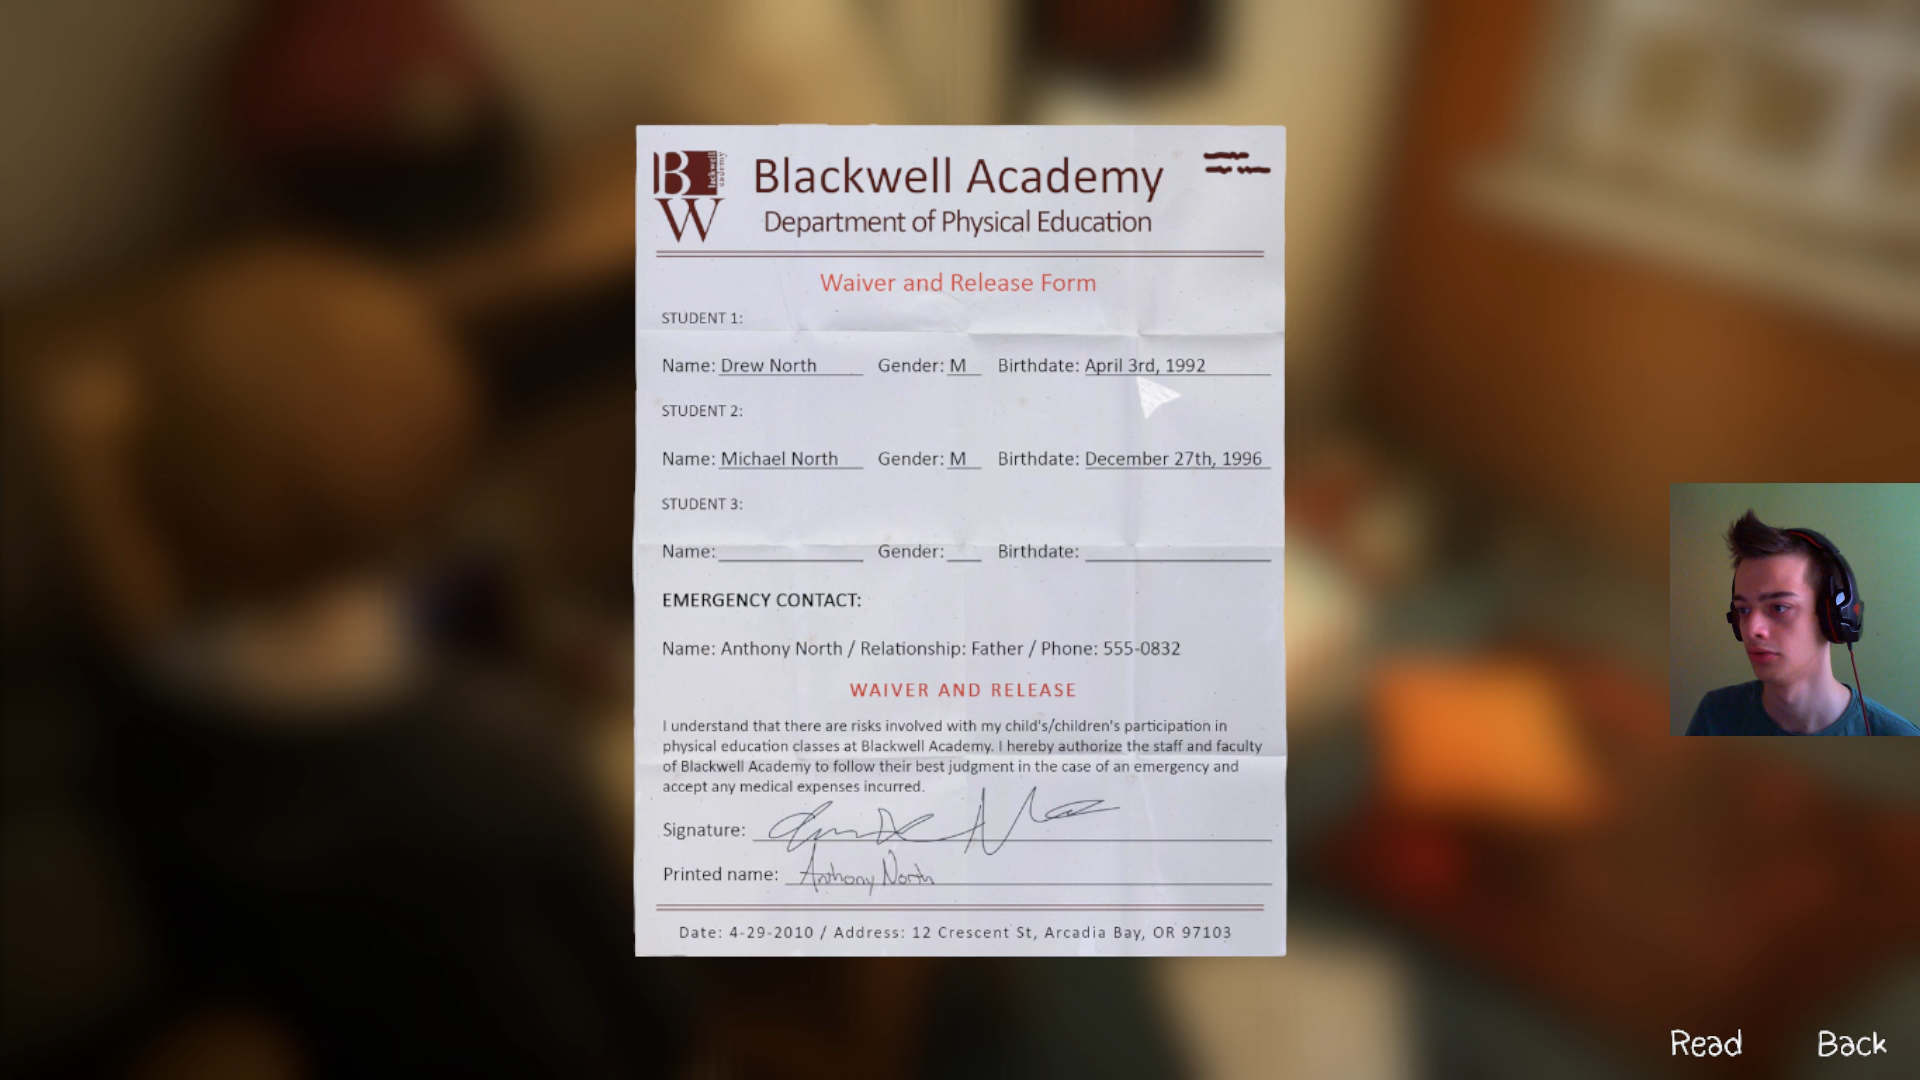 B lackwell cademy
W
Blackwell Academy
Department of Physical Education
Waiver and Release Form
STUDENT 1:
Name: Drew North Gender: M Birthdate: April 3rd, 1992
STUDENT 2:
Name: Michael North Gender: M Birthdate: December 27th, 1996
STUDENT 3:
Name: Gender: Birthdate:
EMERGENCY CONTACT:
Name: Anthony North / Relationship: Father / Phone: 555-0832
WAIVER AND RELEASE
I understand that there are risks involved with my child's/children's participation in
physical education classes at Blackwell Academy. I hereby authorize the staff and faculty
of Blackwell Academy to follow their best judgment in the case of an emergency and
accept any medical expenses incurred.
Signature:
Printed name: Anthony North
Date: 4-29-2010 / Address: 12 Crescent St, Arcadia Bay, OR 97103
Read Back